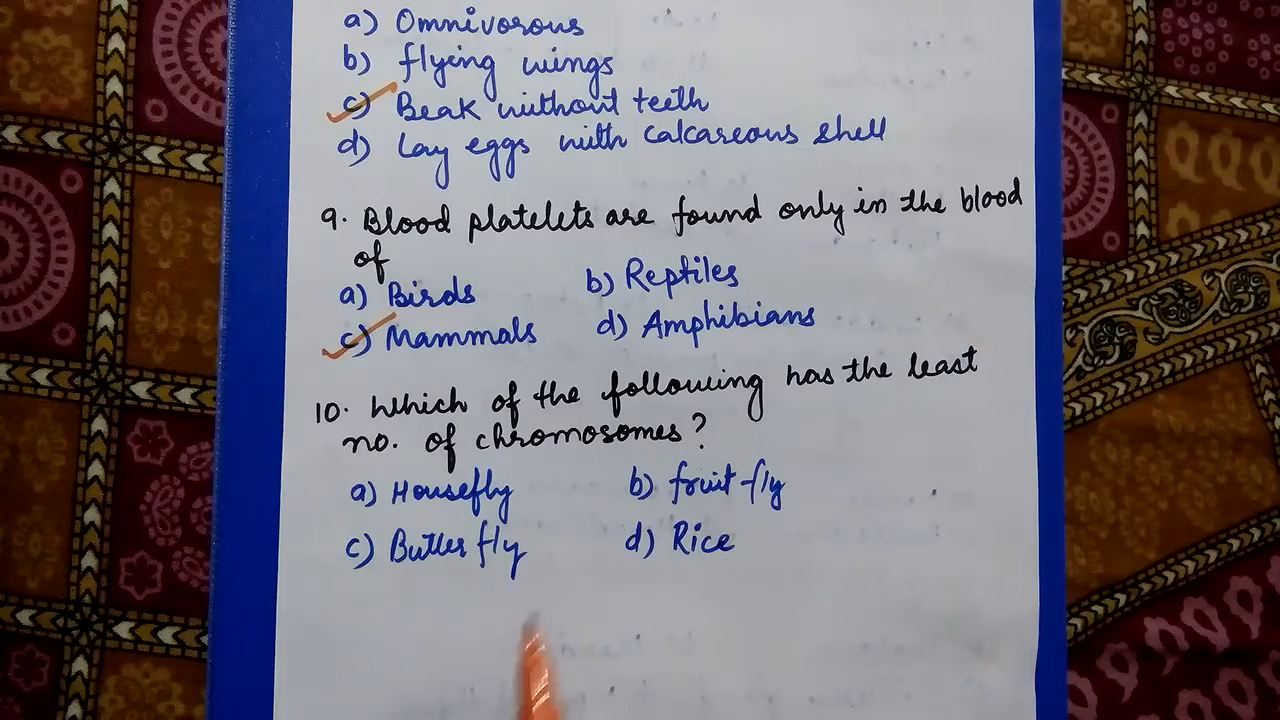 a) Omnivorous
b) flying wings
c) Beak without teeth
d) Lay eggs with calcareous shell
9. Blood platelets are found only in the blood
of
a) Birds b) Reptiles
c) Mammals d) Amphibians
10. Which of the following has the least
no. of chromosomes?
a) Housefly b) fruit-fly
c) Butterfly d) Rice